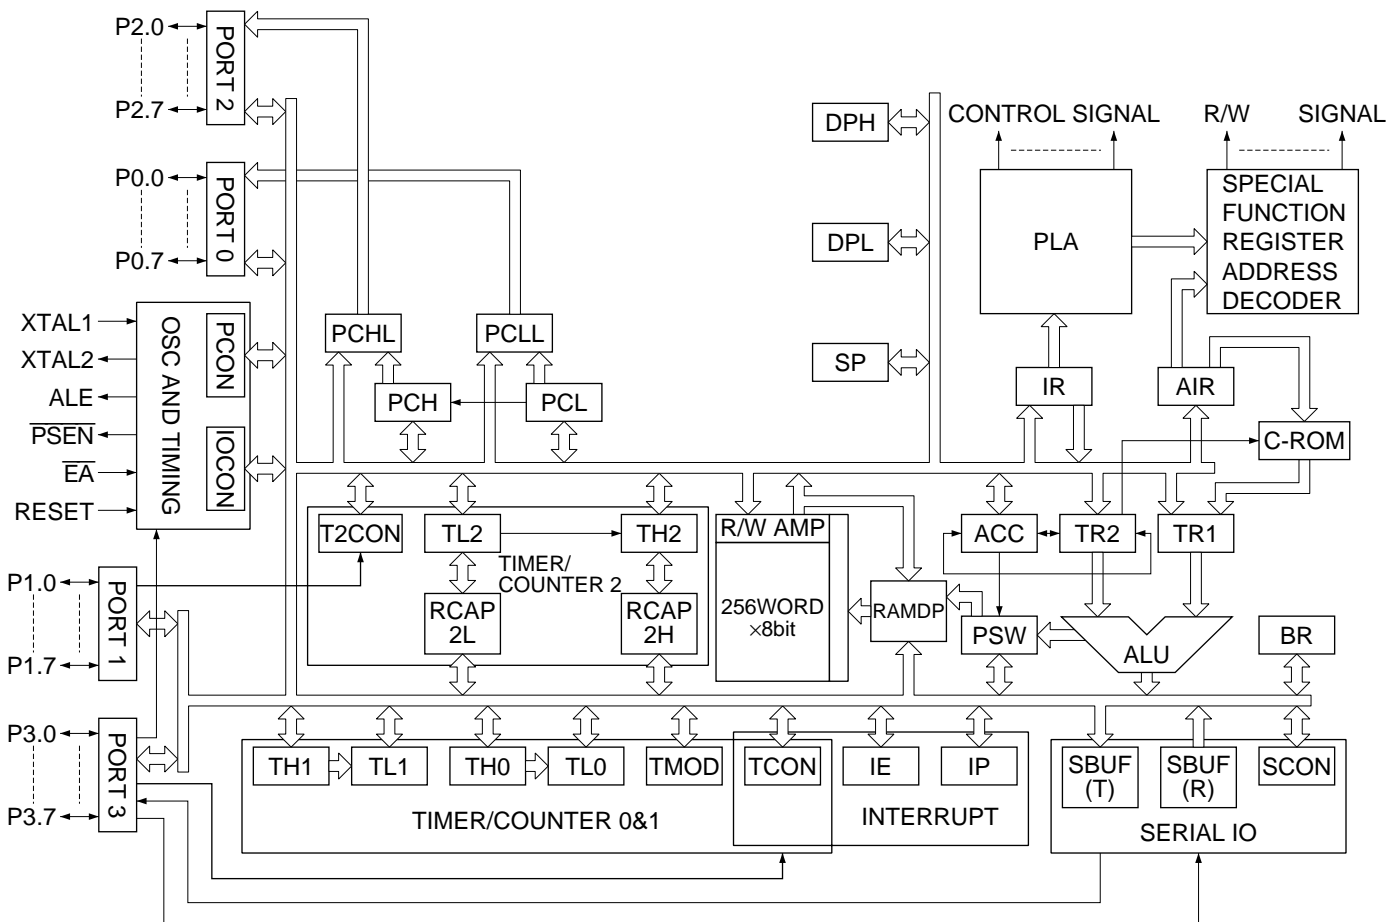 P2.0
P2.7
PORT 2
P0.0
P0.7
PORT 0
XTAL1
XTAL2
ALE
PSEN
EA
RESET
OSC AND TIMING
PCON
IOCON
P1.0
P1.7
PORT 1
P3.0
P3.7
PORT 3
PCHL
PCLL
PCH
PCL
DPH
DPL
SP
CONTROL SIGNAL
R/W
SIGNAL
PLA
SPECIAL
FUNCTION
REGISTER
ADDRESS
DECODER
IR
AIR
C-ROM
T2CON
TL2
TH2
TIMER/
COUNTER 2
RCAP
2L
RCAP
2H
R/W AMP
256WORD
×8bit
RAMDP
ACC
TR2
TR1
PSW
ALU
BR
TH1
TL1
TH0
TL0
TMOD
TCON
IE
IP
TIMER/COUNTER 0&1
INTERRUPT
SBUF
(T)
SBUF
(R)
SCON
SERIAL IO